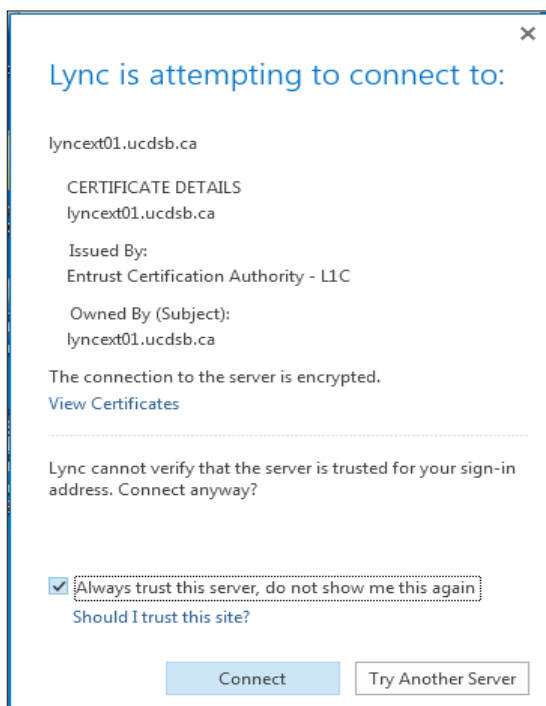 Lync is attempting to connect to:
lyncext01.ucdsb.ca
CERTIFICATE DETAILS
lyncext01.ucdsb.ca
Issued By:
Entrust Certification Authority - L1C
Owned By (Subject):
lyncext01.ucdsb.ca
The connection to the server is encrypted.
View Certificates
Lync cannot verify that the server is trusted for your sign-in
address. Connect anyway?
Always trust this server, do not show me this again
Should I trust this site?
Connect Try Another Server